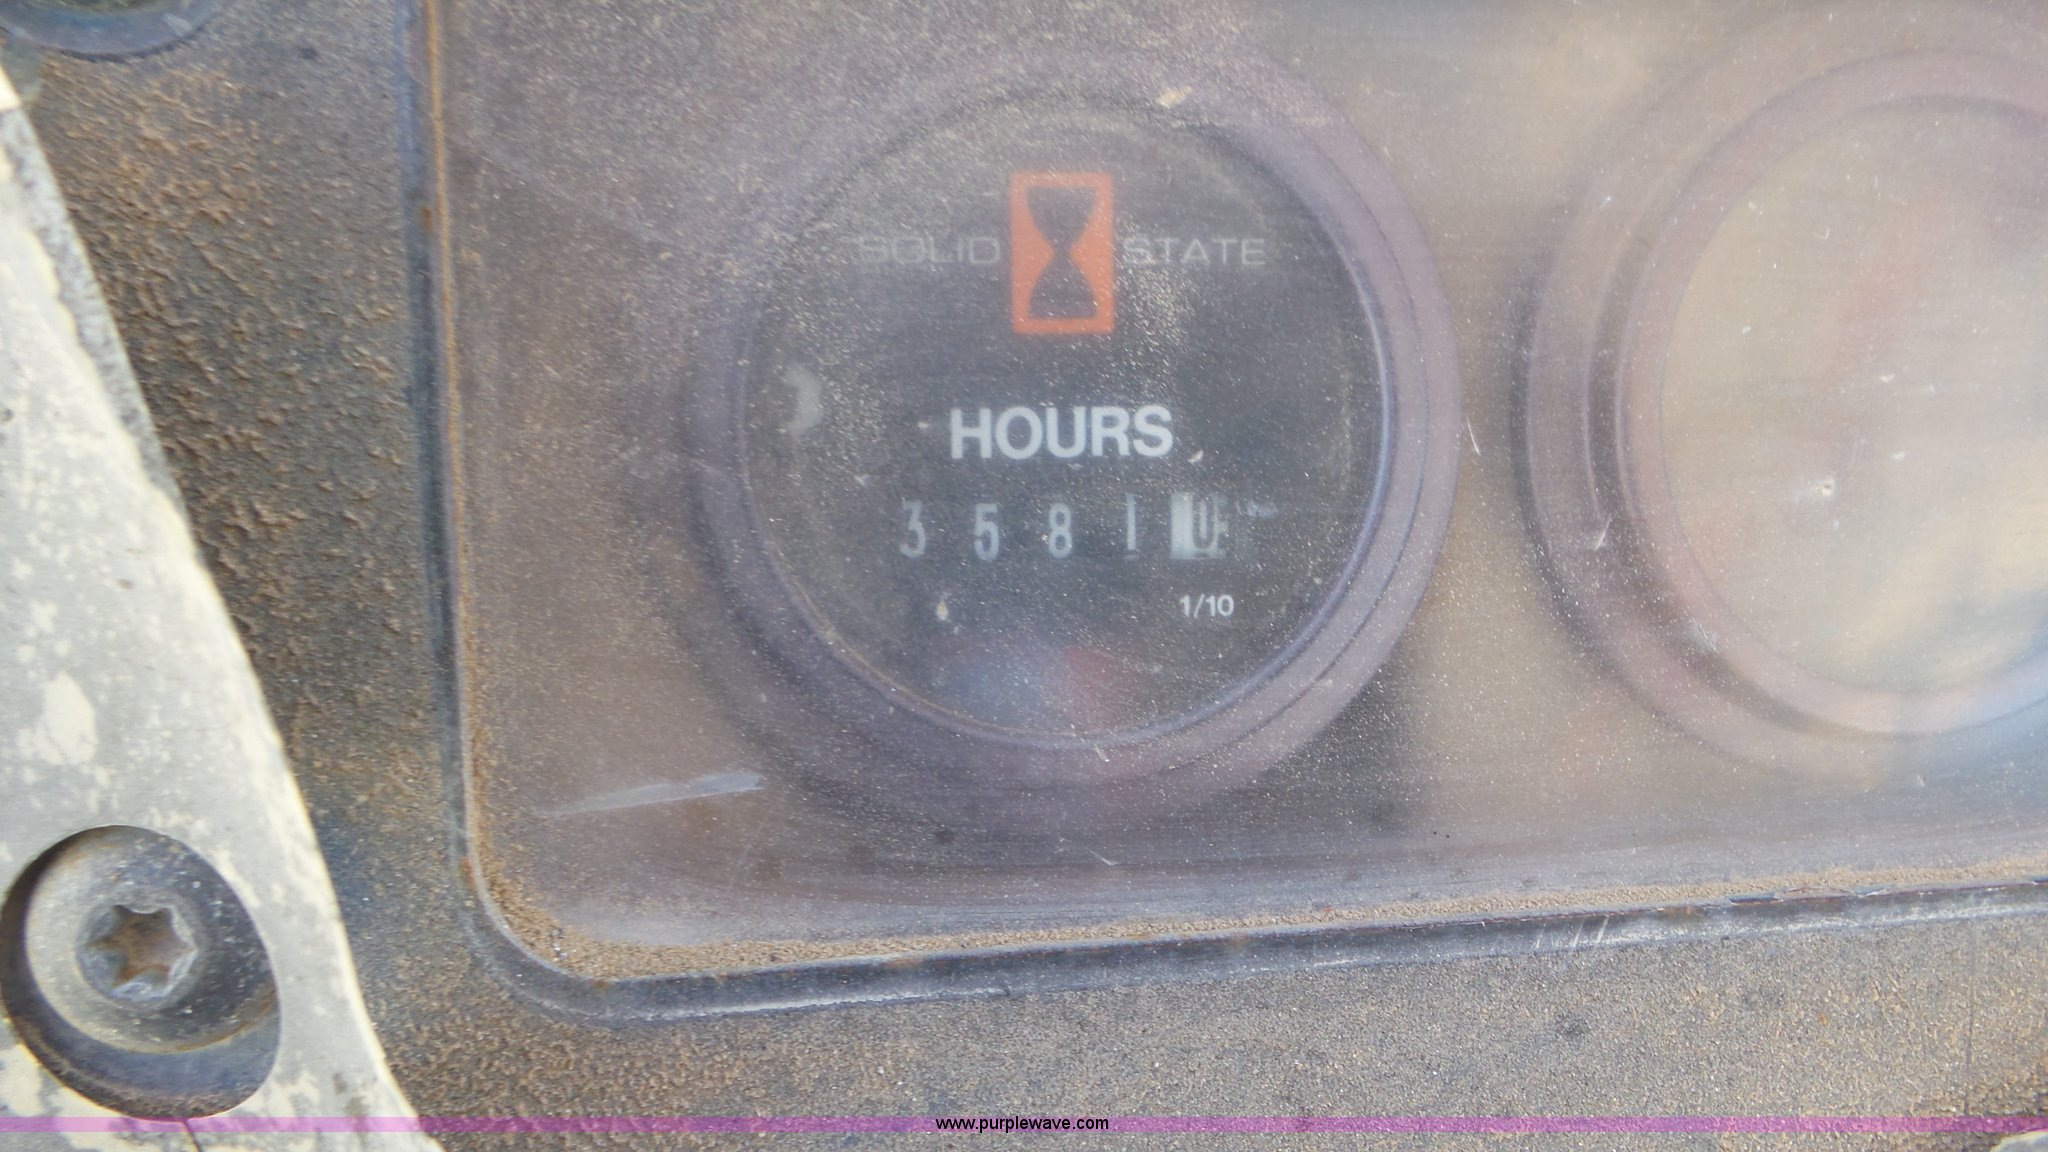 SOLID STATE
HOURS
3 5 8 1 0
1/10
www.purplewave.com